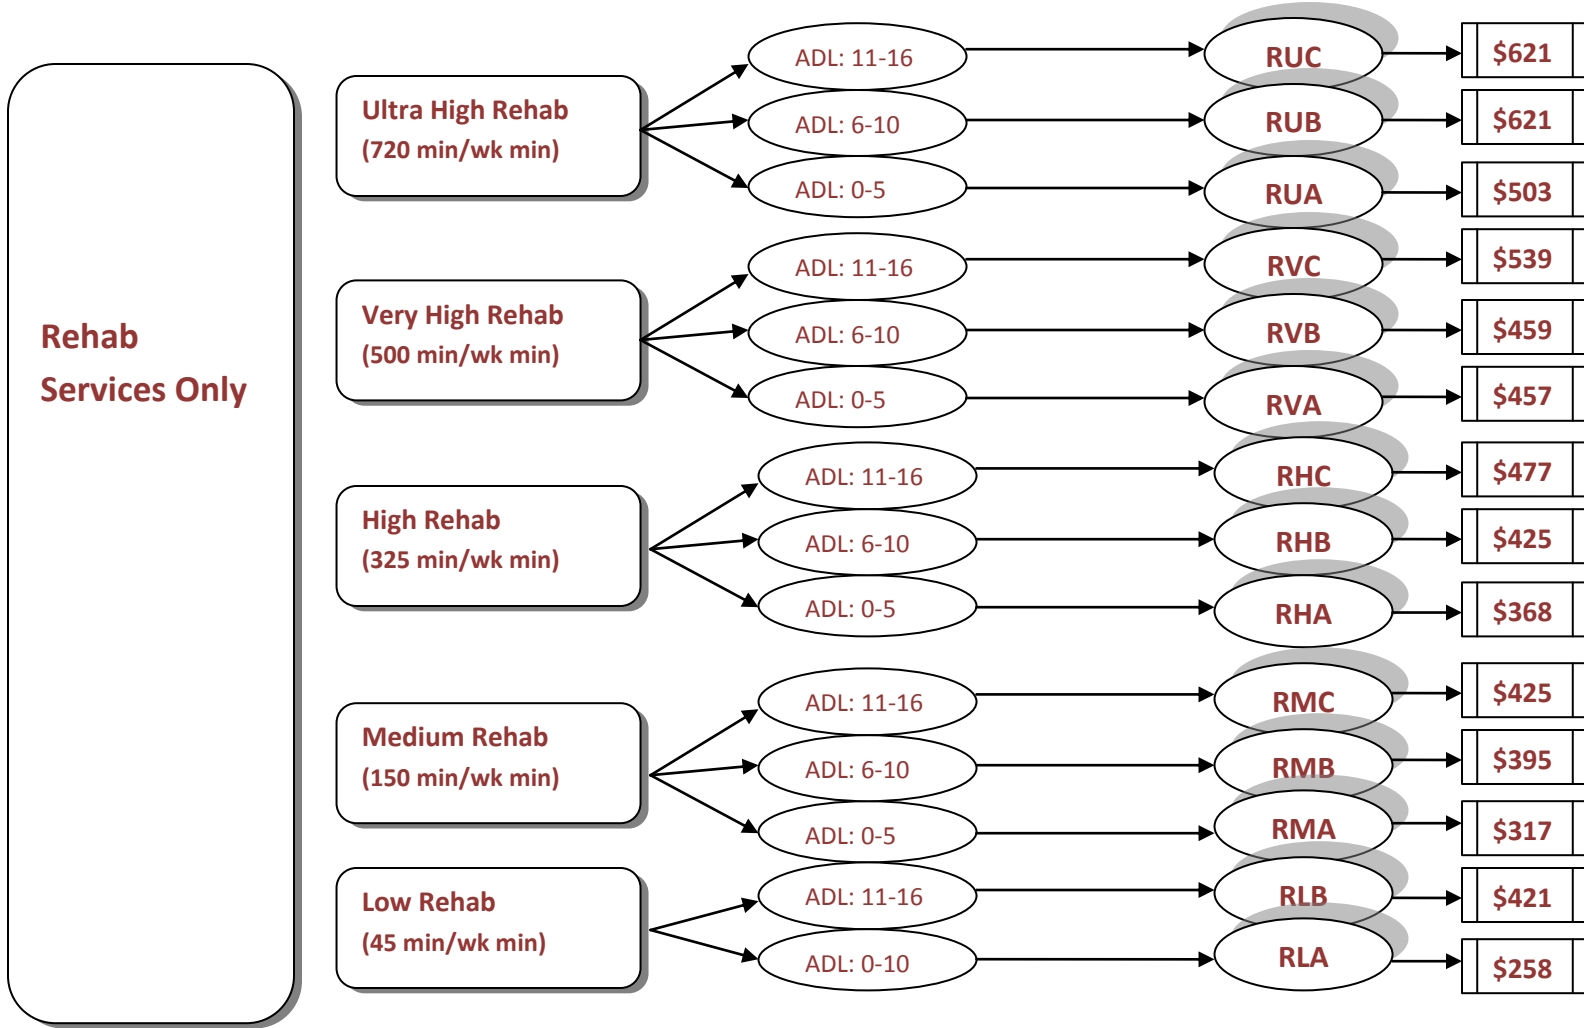 Rehab
Services Only
Ultra High Rehab
(720 min/wk min)
ADL: 11-16
RUC
$621
ADL: 6-10
RUB
$621
ADL: 0-5
RUA
$503
Very High Rehab
(500 min/wk min)
ADL: 11-16
RVC
$539
ADL: 6-10
RVB
$459
ADL: 0-5
RVA
$457
High Rehab
(325 min/wk min)
ADL: 11-16
RHC
$477
ADL: 6-10
RHB
$425
ADL: 0-5
RHA
$368
Medium Rehab
(150 min/wk min)
ADL: 11-16
RMC
$425
ADL: 6-10
RMB
$395
ADL: 0-5
RMA
$317
Low Rehab
(45 min/wk min)
ADL: 11-16
RLB
$421
ADL: 0-10
RLA
$258